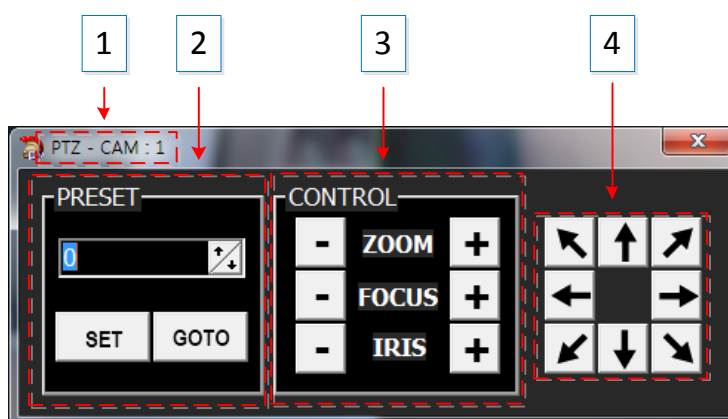 1
2
3
4
PTZ - CAM : 1
PRESET
0
SET
GOTO
CONTROL
- ZOOM +
- FOCUS +
- IRIS +